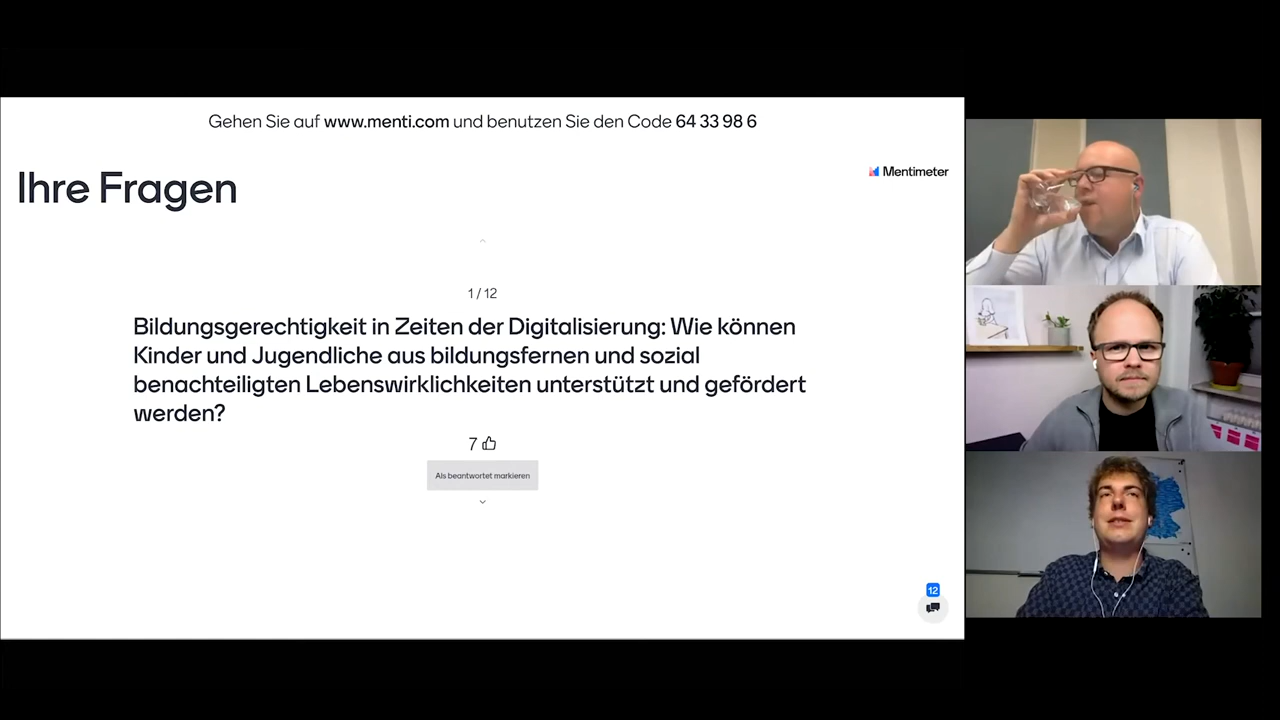 Gehen Sie auf www.menti.com und benutzen Sie den Code 64 33 98 6
Ihre Fragen
Mentimeter
1 / 12
Bildungsgerechtigkeit in Zeiten der Digitalisierung: Wie können
Kinder und Jugendliche aus bildungsfernen und sozial
benachteiligten Lebenswirklichkeiten unterstützt und gefördert
werden?
7
Als beantwortet markieren
12